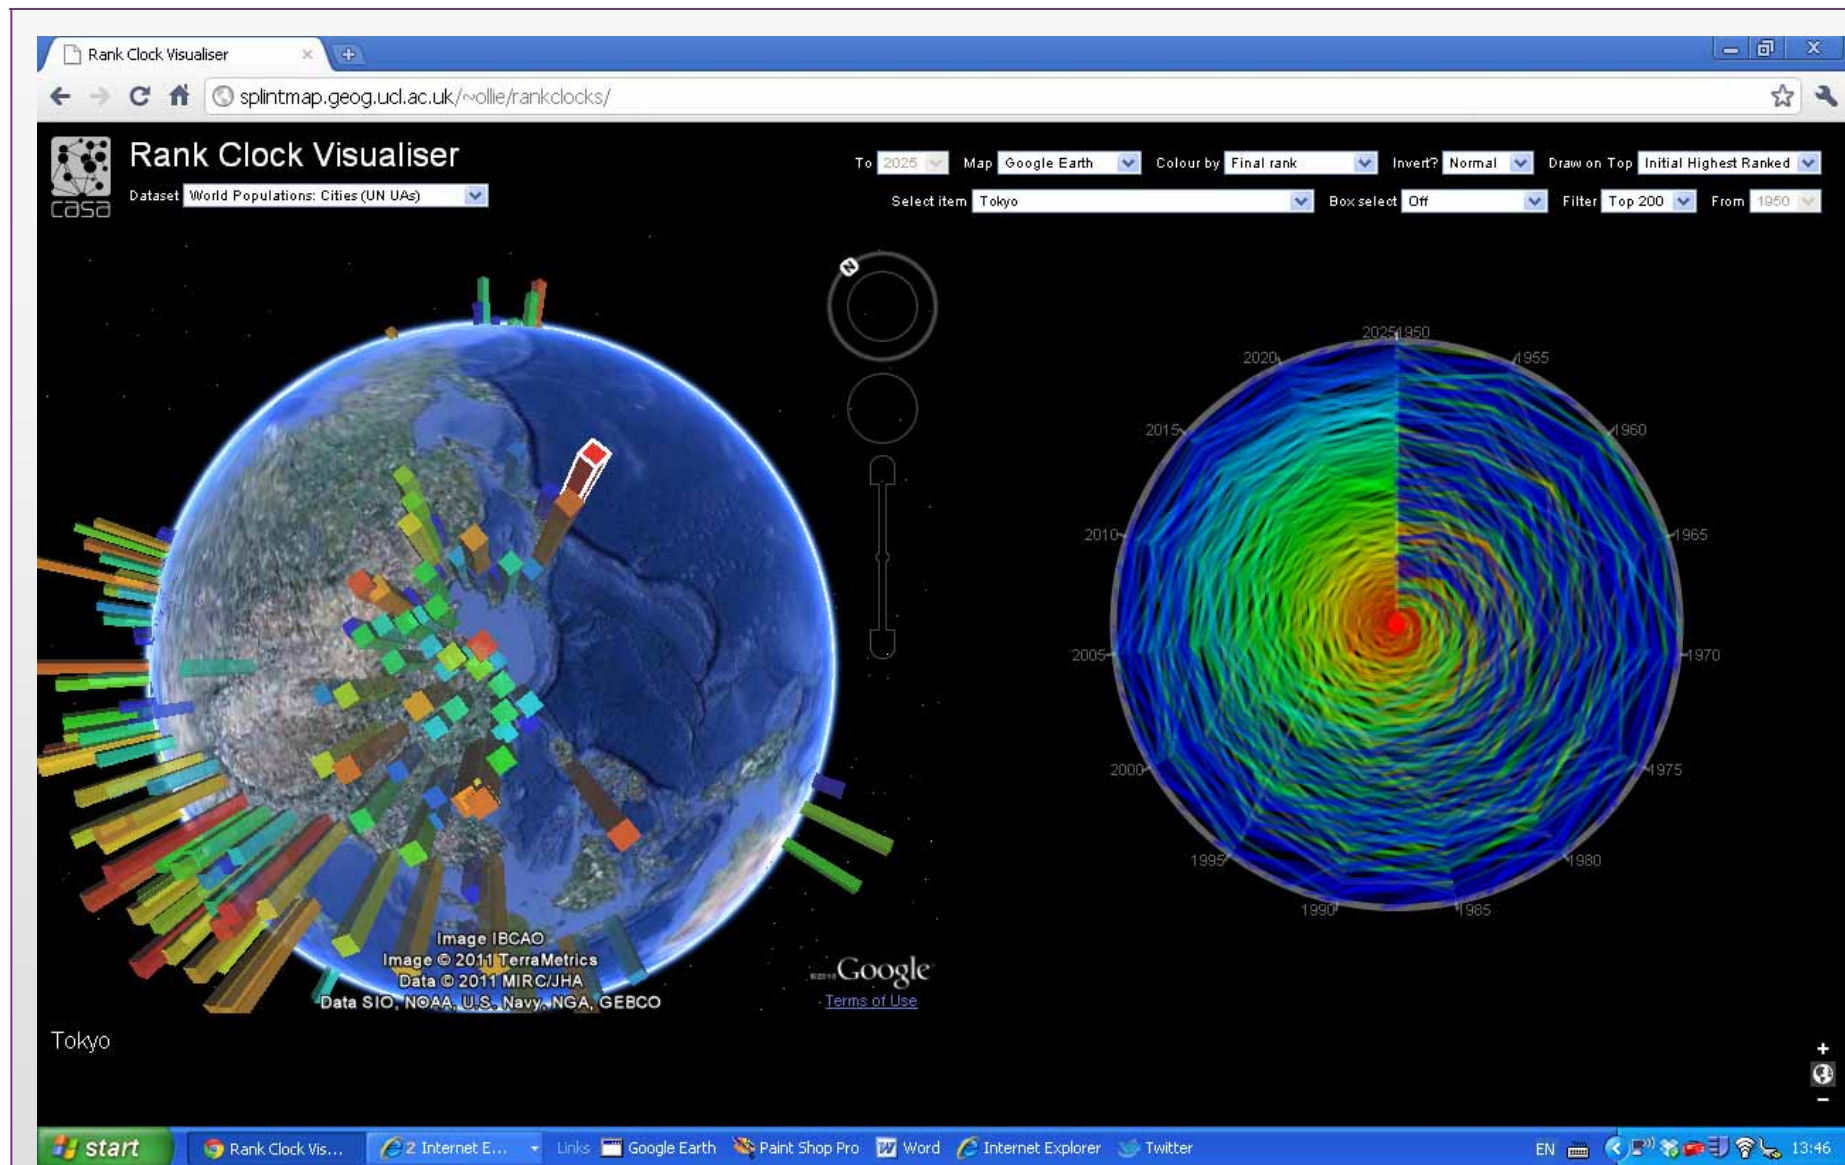 Rank Clock Visualiser
splintmap.geog.ucl.ac.uk/~ollie/rankclocks/
casa
Rank Clock Visualiser
Dataset World Populations: Cities (UN UAs)
To 2025 Map Google Earth Colour by Final rank Invert? Normal Draw on Top Initial Highest Ranked
Select item Tokyo Box select Off Filter Top 200 From 1950
N
2025 1950
2020 1955
2015 1960
2010 1965
2005 1970
2000 1975
1995 1980
1990 1985
Image IBCAO
Image © 2011 TerraMetrics
Data © 2011 MIRC/JHA
Data SIO, NOAA, U.S. Navy, NGA, GEBCO
Google
Terms of Use
Tokyo
start Rank Clock Vis... 2 Internet E... Links Google Earth Paint Shop Pro Word Internet Explorer Twitter EN 13:46